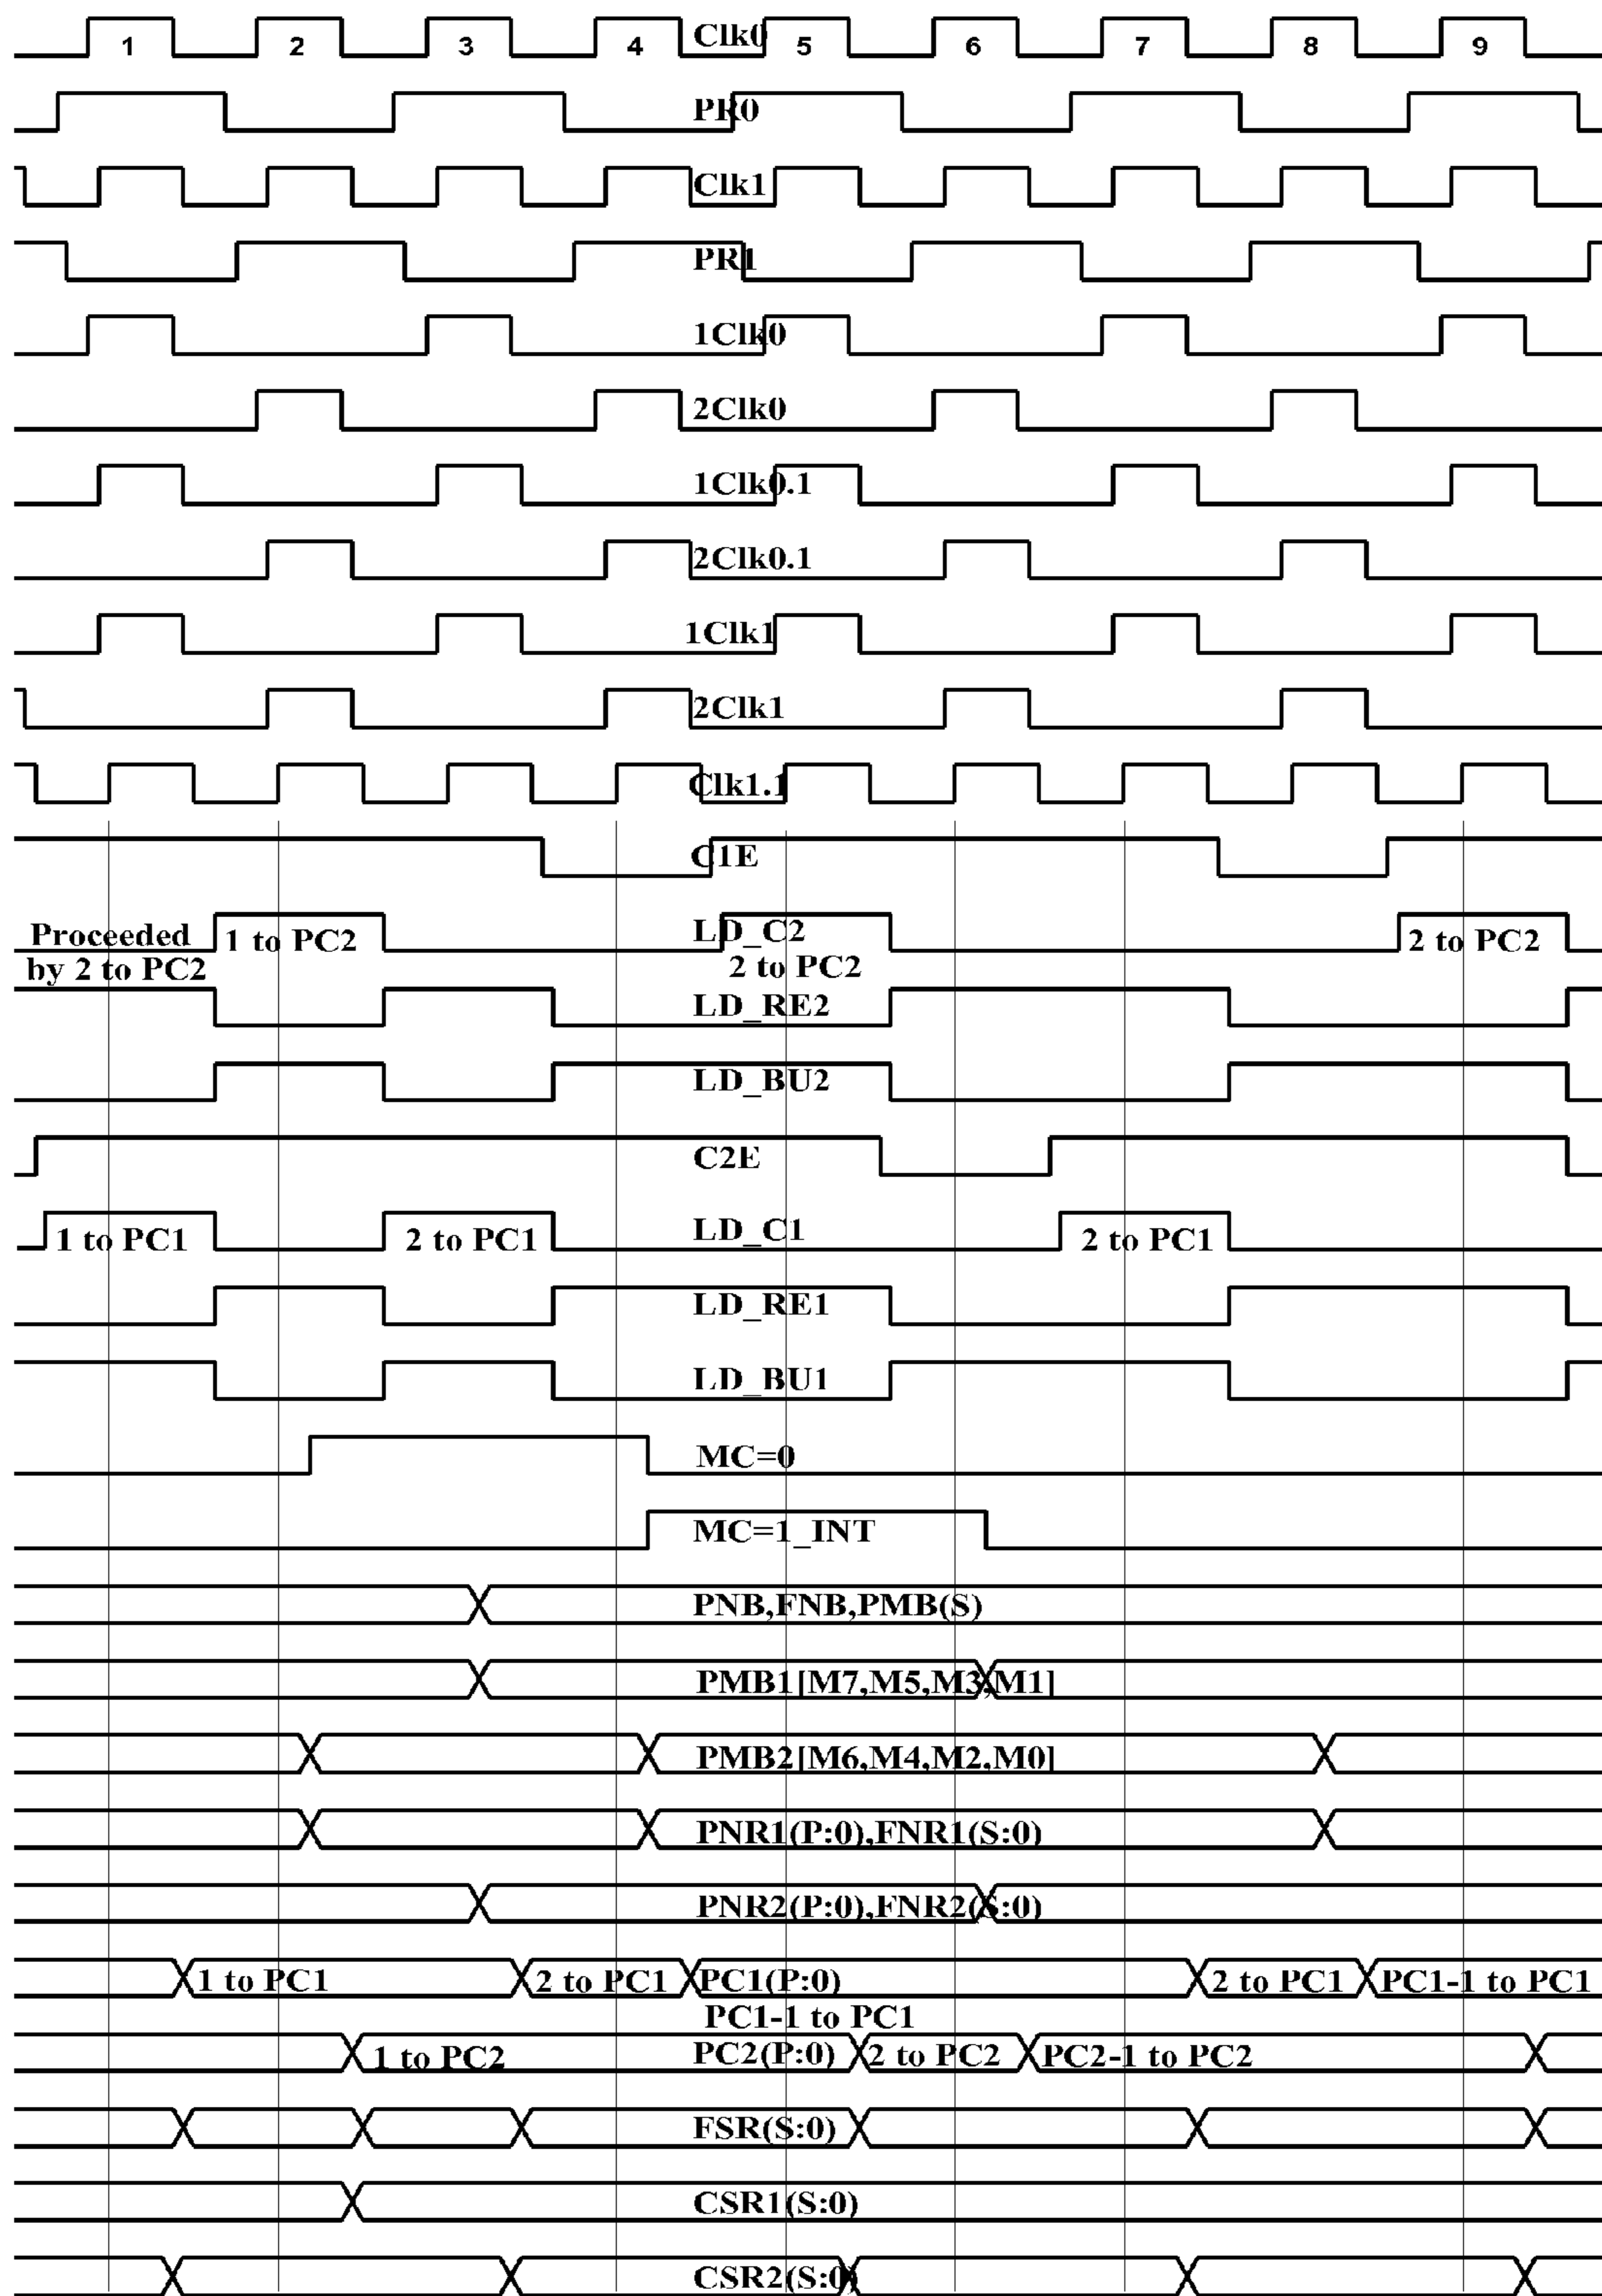 1 2 3 4 Clk0 5 6 7 8 9
PR0
Clk1
PR1
1Clk0
2Clk0
1Clk0.1
2Clk0.1
1Clk1
2Clk1
Clk1.1
C1E
Proceeded 1 to PC2 LD_C2 2 to PC2
by 2 to PC2 2 to PC2
LD_RE2
LD_BU2
C2E
1 to PC1 2 to PC1 LD_C1 2 to PC1
LD_RE1
LD_BU1
MC=0
MC=1_INT
PNB,FNB,PMB(S)
PMB1[M7,M5,M3,M1]
PMB2[M6,M4,M2,M0]
PNR1(P:0),FNR1(S:0)
PNR2(P:0),FNR2(S:0)
1 to PC1 2 to PC1 PC1(P:0) 2 to PC1 PC1-1 to PC1
PC1-1 to PC1
1 to PC2 PC2(P:0) 2 to PC2 PC2-1 to PC2
FSR(S:0)
CSR1(S:0)
CSR2(S:0)